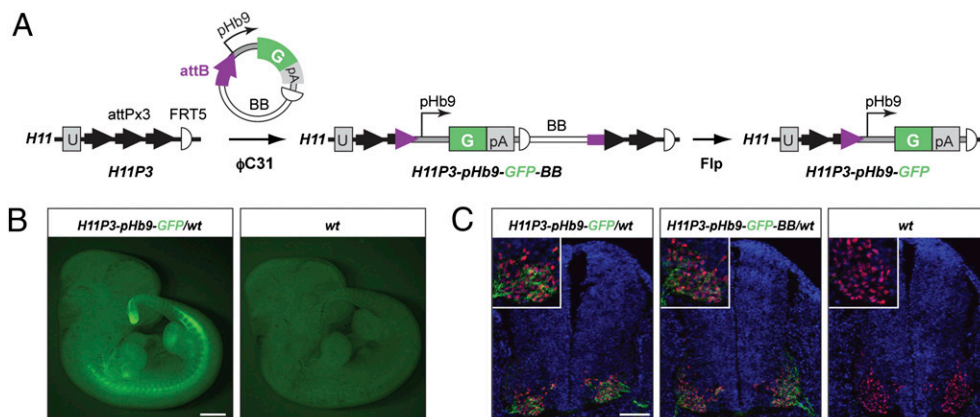 A
pHb9
G
attB
pA
attPx3
FRT5
BB
pHb9
BB
pHb9
H11
U
H11
U
G
pA
H11
U
G
pA
H11P3
ϕC31
H11P3-pHb9-GFP-BB
Flp
H11P3-pHb9-GFP
B
H11P3-pHb9-GFP/wt
wt
C
H11P3-pHb9-GFP/wt
H11P3-pHb9-GFP-BB/wt
wt